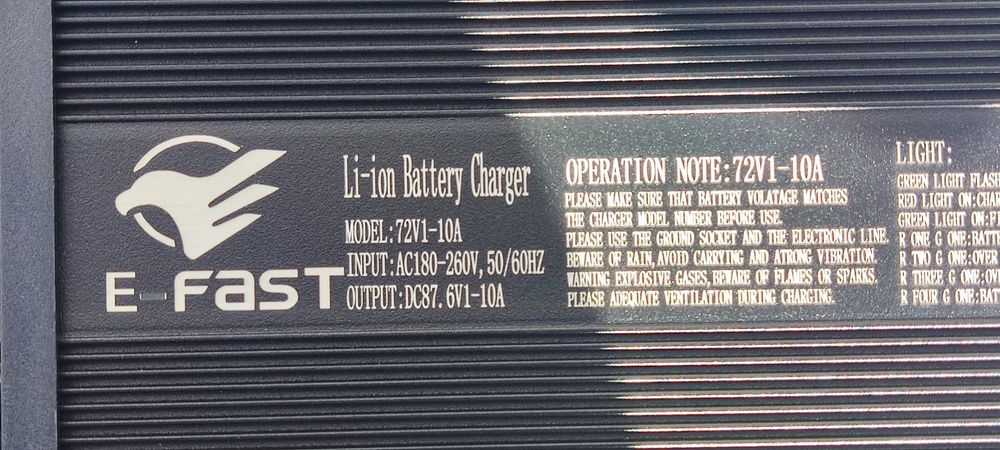 E-FAST
Li-ion Battery Charger
MODEL:72V1-10A
INPUT:AC180-260V,50/60HZ
OUTPUT:DC87.6V1-10A
OPERATION NOTE:72V1-10A
PLEASE MAKE SURE THAT BATTERY VOLATAGE MATCHES
THE CHARGER MODEL NUMBER BEFORE USE.
PLEASE USE THE GROUND SOCKET AND THE ELECTRONIC LINE.
BEWARE OF RAIN,AVOID CARRYING AND ATRONG VIBRATION.
WARNING EXPLOSIVE.GASES,BEWARE OF FLAMES OR SPARKS.
PLEASE ADEQUATE VENTILATION DURING CHARGING.
LIGHT:
GREEN LIGHT FLASH
RED LIGHT ON:CHAR
GREEN LIGHT ON:F
R ONE G ONE:BATT
R TWO G ONE:OVER
R THREE G ONE:OV
R FOUR G ONE:BAT